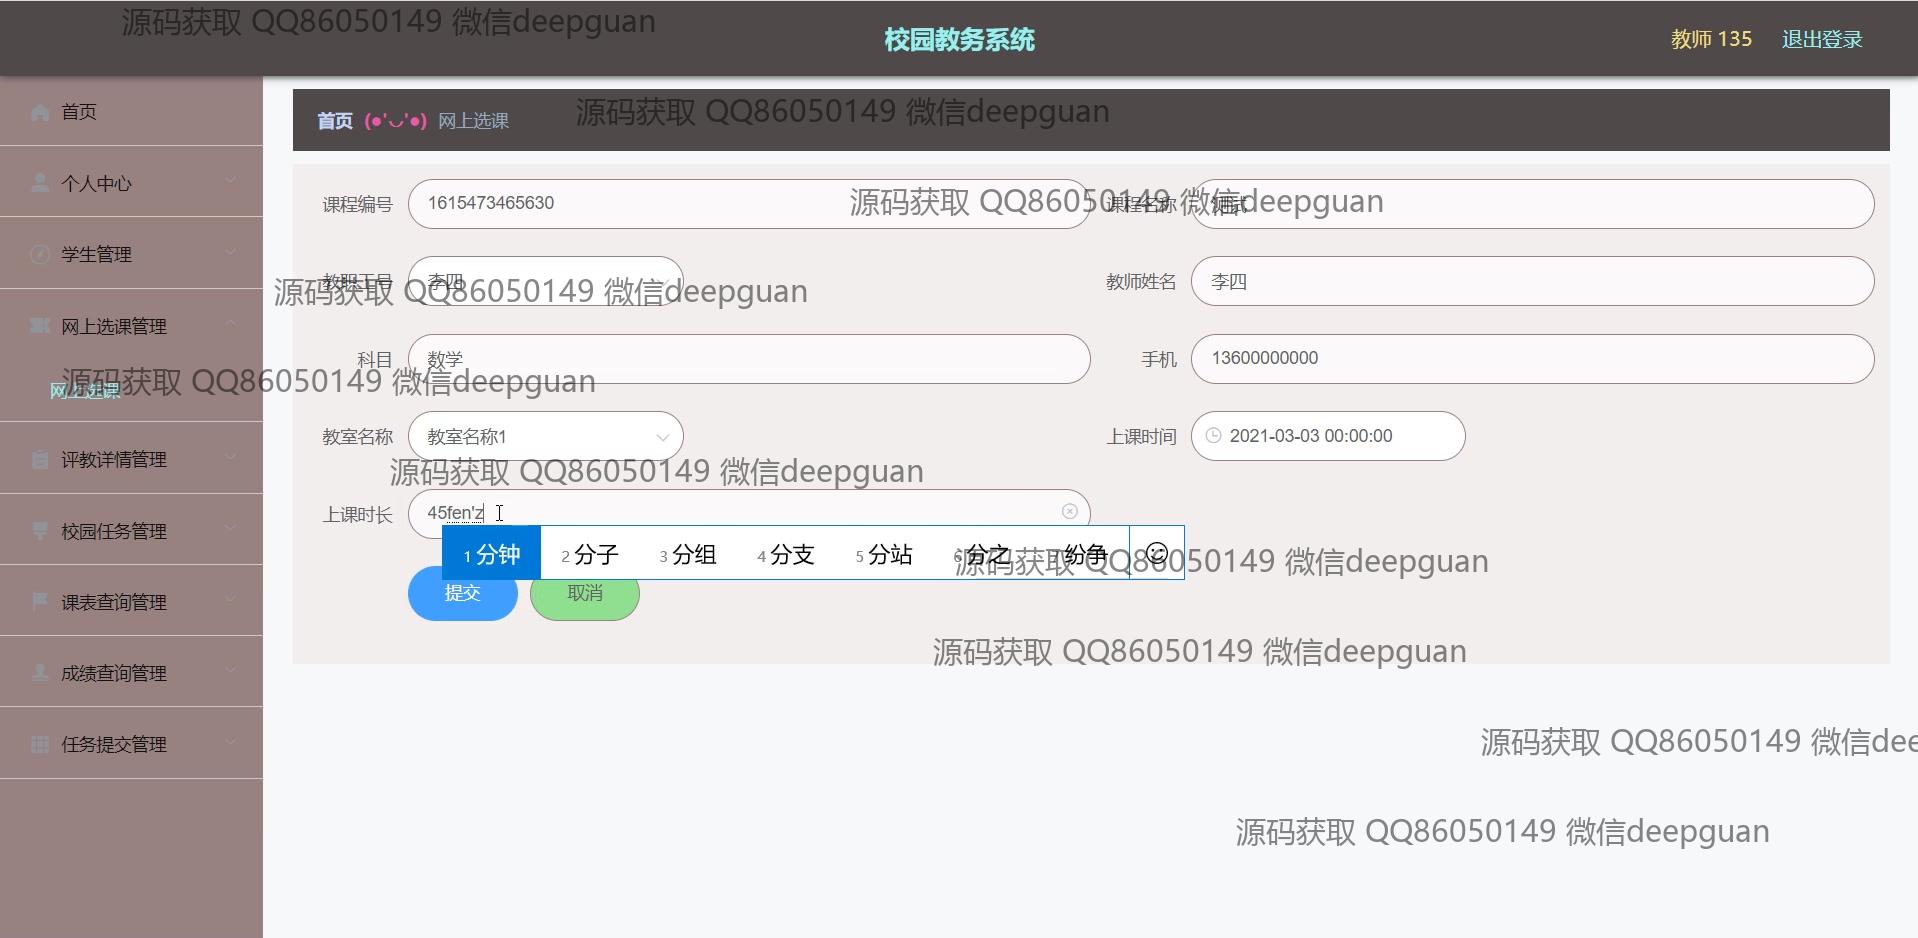 源码获取 QQ86050149 微信deepguan
校园教务系统
教师 135
退出登录
首页
个人中心
学生管理
网上选课管理
网上选课
评教详情管理
校园任务管理
课表查询管理
成绩查询管理
任务提交管理
首页 (●'◡'●) 网上选课
源码获取 QQ86050149 微信deepguan
课程编号 1615473465630
课程名称 测试
源码获取 QQ86050149 微信deepguan
教职工号 李四
教师姓名 李四
源码获取 QQ86050149 微信deepguan
科目 数学
手机 13600000000
源码获取 QQ86050149 微信deepguan
教室名称 教室名称1
上课时间 2021-03-03 00:00:00
源码获取 QQ86050149 微信deepguan
上课时长 45fen'z
1 分钟 2 分子 3 分组 4 分支 5 分站 6 分之 纷争
源码获取 QQ86050149 微信deepguan
提交 取消
源码获取 QQ86050149 微信deepguan
源码获取 QQ86050149 微信dee
源码获取 QQ86050149 微信deepguan